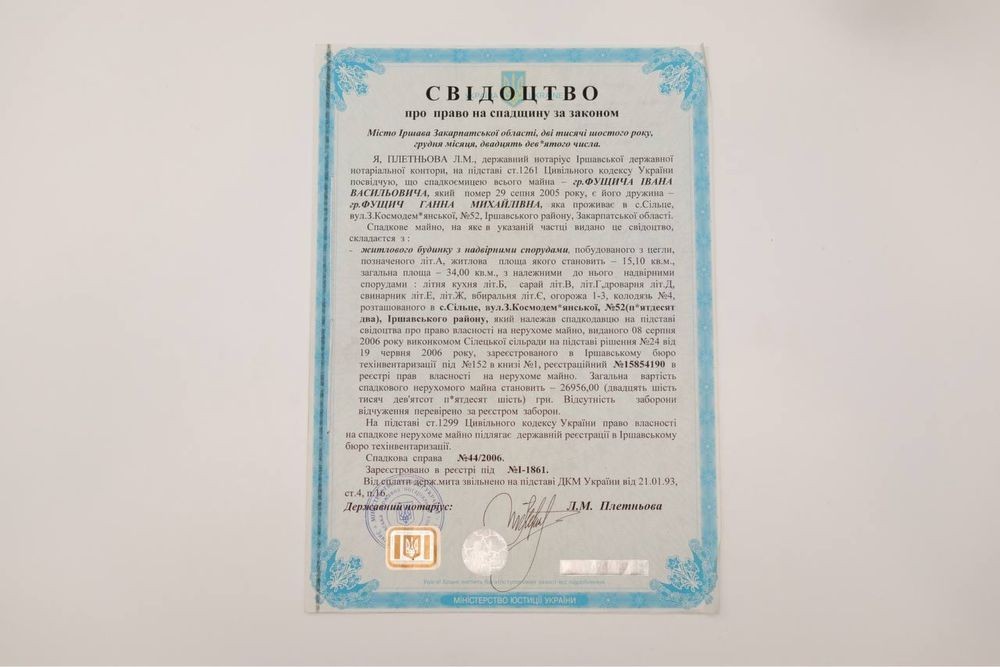 СВІДОЦТВО
про право на спадщину за законом
Місто Іршава Закарпатської області, дві тисячі шостого року,
грудня місяця, двадцять дев*ятого числа.
Я, ПЛЕТНЬОВА Л.М., державний нотаріус Іршавської державної
нотаріальної контори, на підставі ст.1261 Цивільного кодексу України
посвідчую, що спадкоємицею всього майна – гр.ФУЩИЧА ІВАНА
ВАСИЛЬОВИЧА, який помер 29 серпня 2005 року, є його дружина –
гр.ФУЩИЧ ГАННА МИХАЙЛІВНА, яка проживає в с.Сільце,
вул.З.Космодем*янської, №52, Іршавського району, Закарпатської області.
Спадкове майно, на яке в указаній частці видано це свідоцтво,
складається з :
- житлового будинку з надвірними спорудами, побудованого з цегли,
позначеного літ.А, житлова площа якого становить – 15,10 кв.м.,
загальна площа – 34,00 кв.м., з належними до нього надвірними
спорудами : літня кухня літ.Б, сарай літ.В, літ.Г,дровария літ.Д,
свинарник літ.Е, літ.Ж, вбиральня літ.Є, огорожа 1-3, колодязь №4,
розташованого в с.Сільце, вул.З.Космодем*янської, №52(п*ятдесят
два), Іршавського району, який належав спадкодавцю на підставі
свідоцтва про право власності на нерухоме майно, виданого 08 серпня
2006 року виконкомом Сілецької сільради на підставі рішення №24 від
19 червня 2006 року, зареєстрованого в Іршавському бюро
техінвентаризації під №152 в книзі №1, реєстраційний №15854190 в
реєстрі прав власності на нерухоме майно. Загальна вартість
спадкового нерухомого майна становить – 26956,00 (двадцять шість
тисяч дев'ятсот п*ятдесят шість) грн. Відсутність заборони
відчуження перевірено за реєстром заборон.
На підставі ст.1299 Цивільного кодексу України право власності
на спадкове нерухоме майно підлягає державній реєстрації в Іршавському
бюро техінвентаризації.
Спадкова справа №44/2006.
Зареєстровано в реєстрі під №І-1861.
Від сплати держ.мита звільнено на підставі ДКМ України від 21.01.93,
ст.4, п.16.
Державний нотаріус: Л.М. Плетньова
МІНІСТЕРСТВО ЮСТИЦІЇ УКРАЇНИ